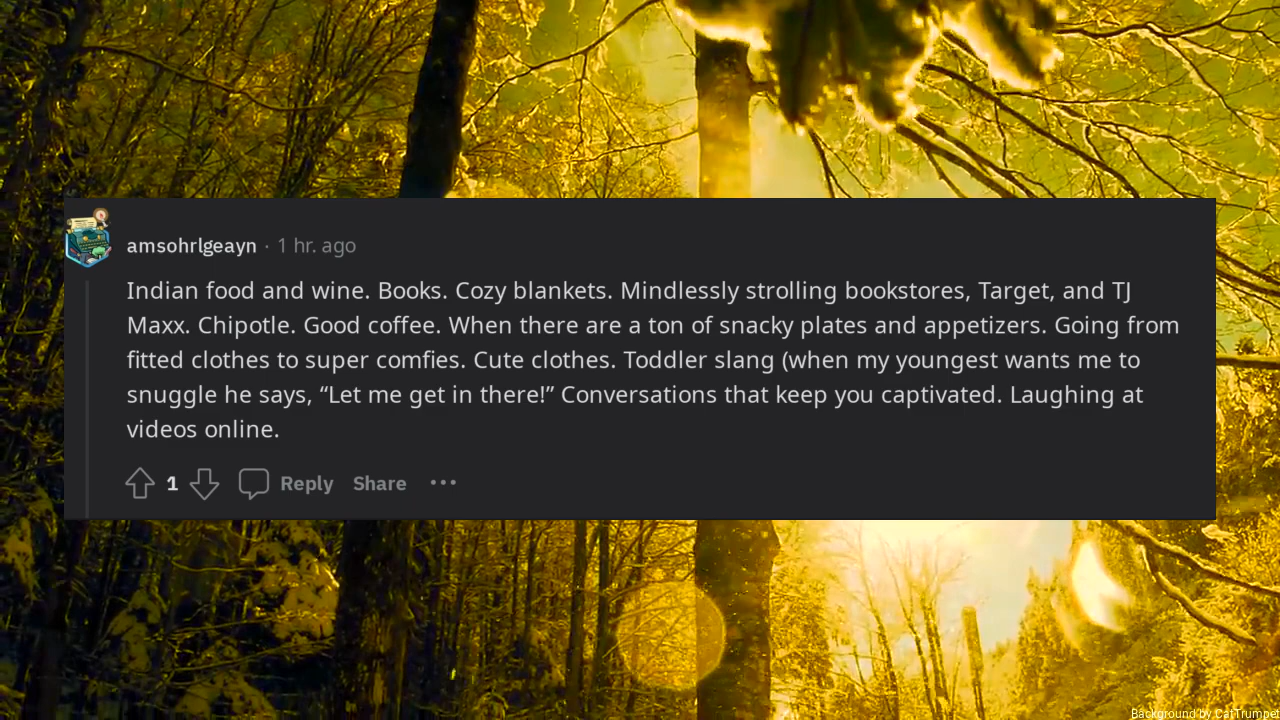 amsohrlgeayn · 1 hr. ago
Indian food and wine. Books. Cozy blankets. Mindlessly strolling bookstores, Target, and TJ
Maxx. Chipotle. Good coffee. When there are a ton of snacky plates and appetizers. Going from
fitted clothes to super comfies. Cute clothes. Toddler slang (when my youngest wants me to
snuggle he says, “Let me get in there!” Conversations that keep you captivated. Laughing at
videos online.
1 Reply Share ···
Background by CatTrumpet